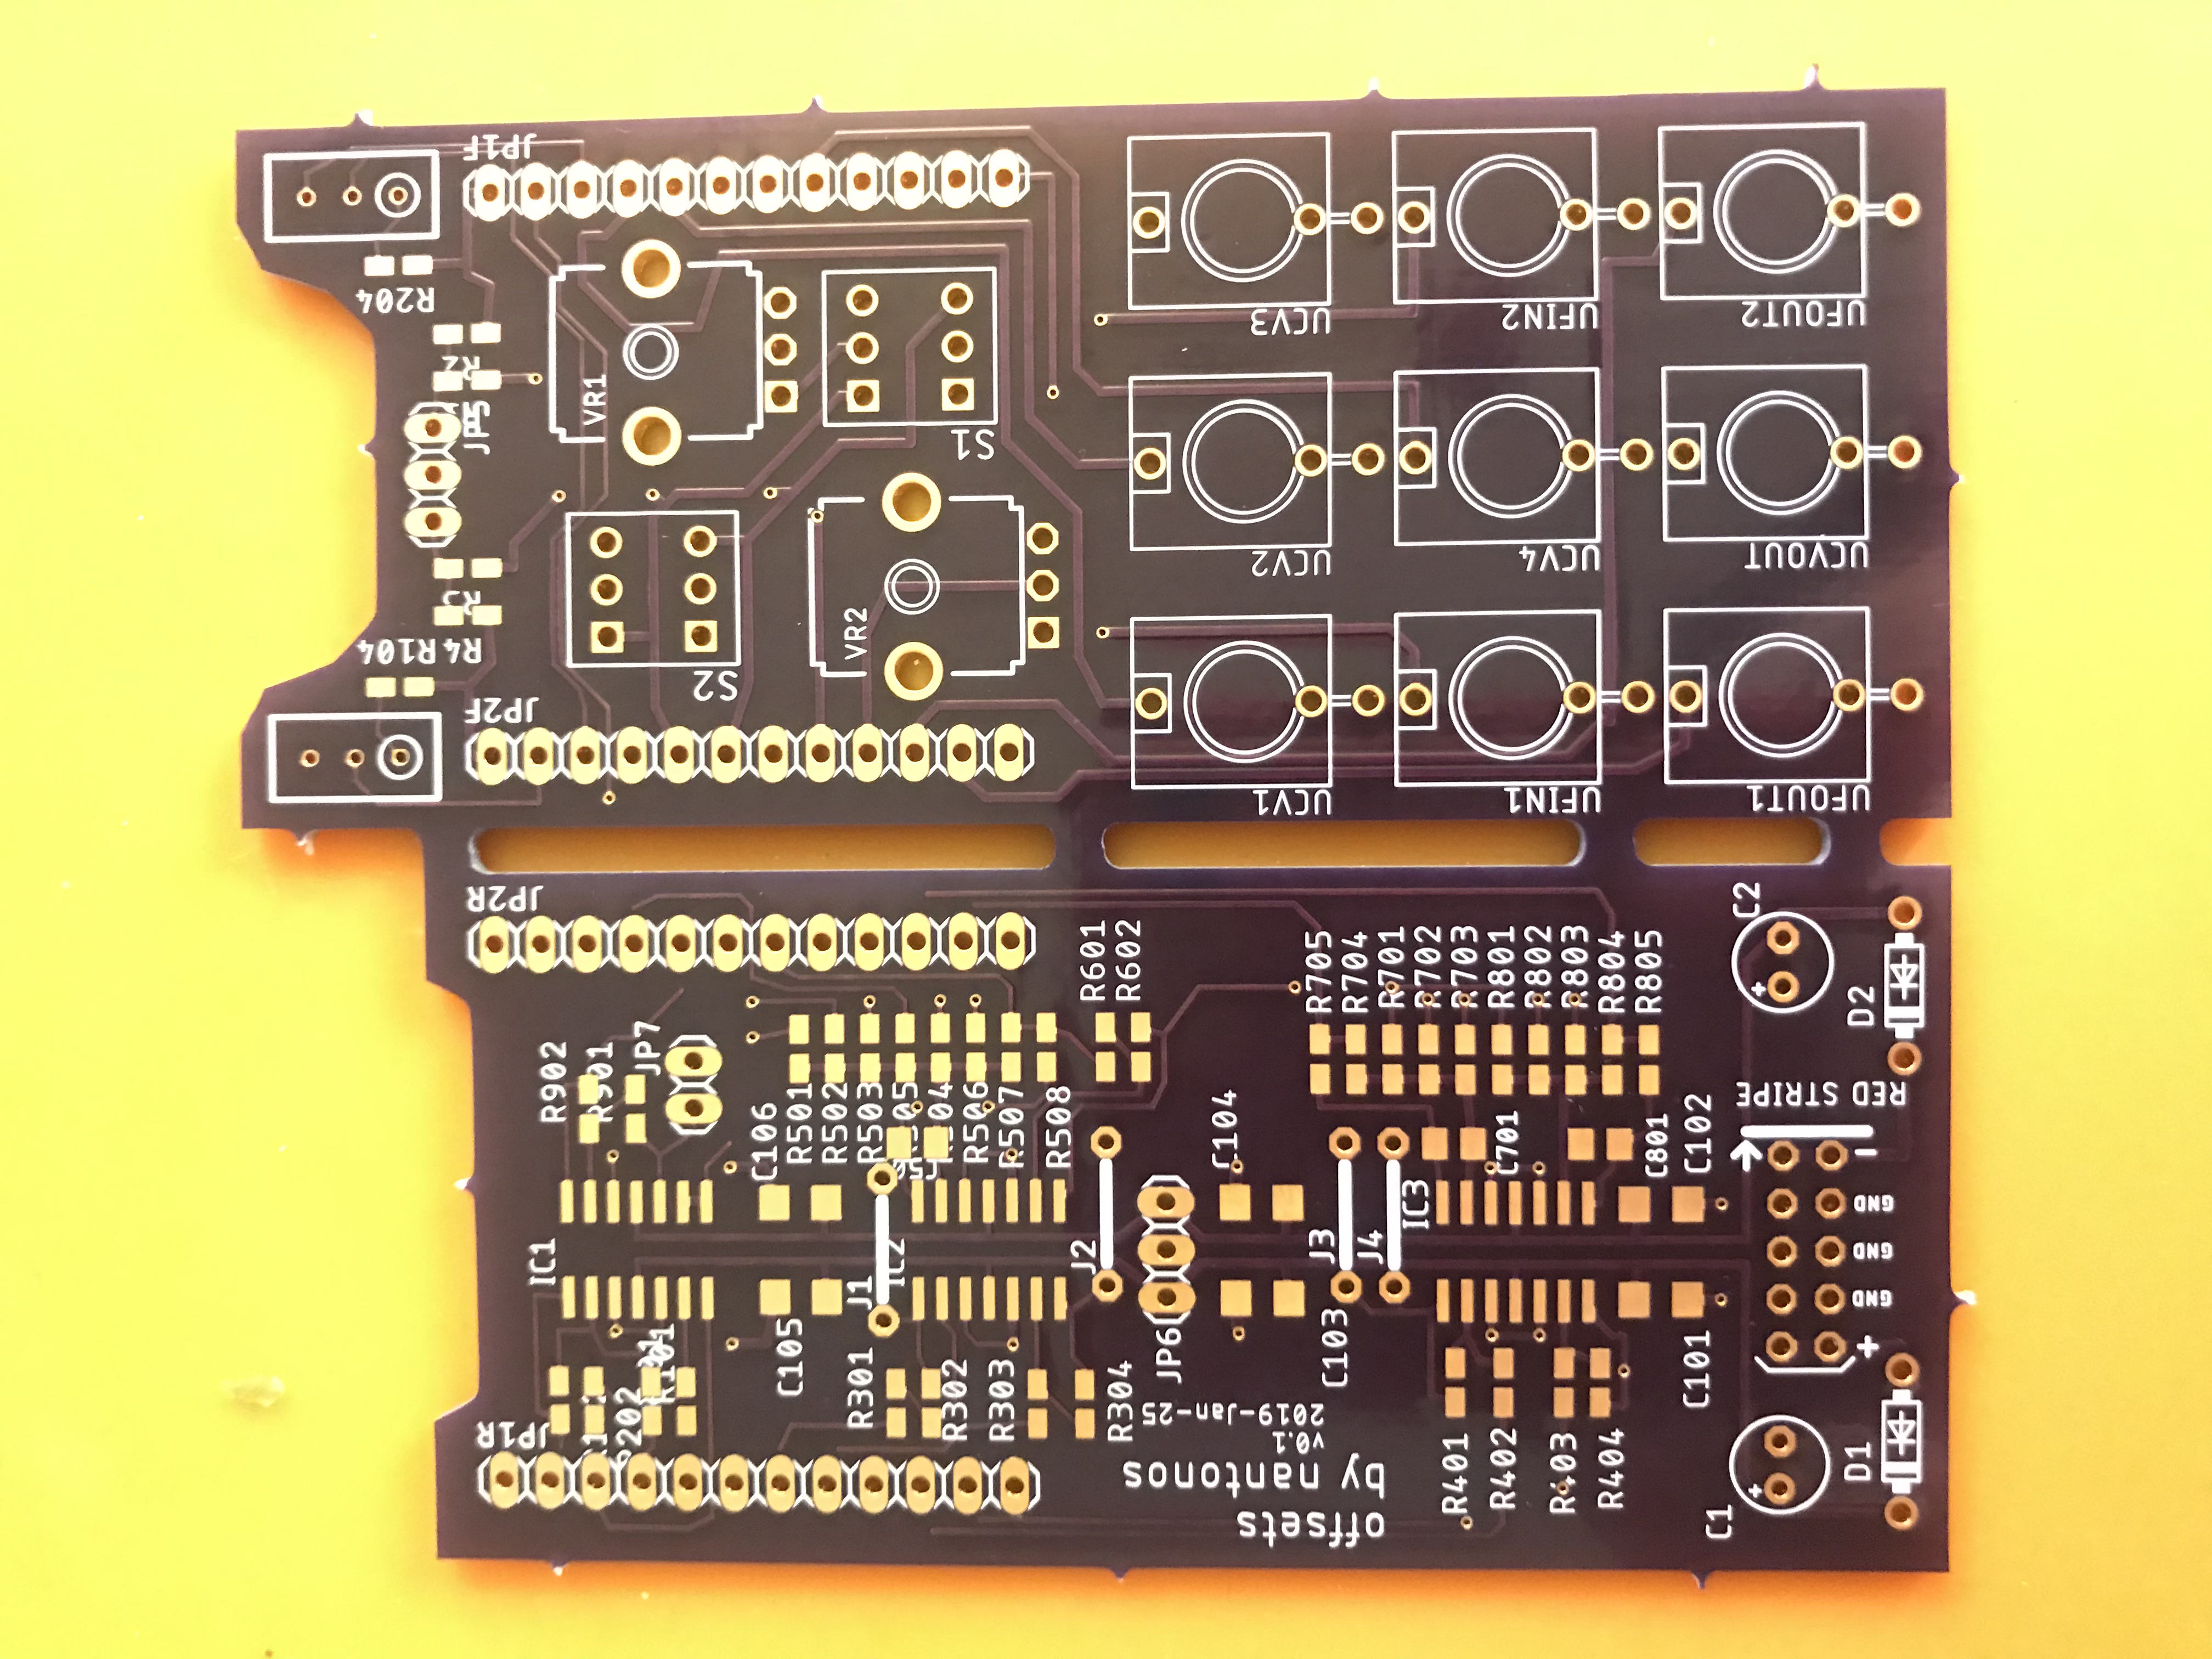 JP1R
IC1
R902
R901
JP7
JP2R
R202
R101
C105
C106
R501
R502
R503
R301
J1
IC2
R506
R507
R508
R302
R303
J2
R601
R602
R304
JP6
C104
offsets
by nantonos
v0.1
2019-Jan-25
C103
J3
J4
IC3
R705
R704
R701
R702
R703
R801
R802
R803
R804
R805
R401
R402
R403
R404
C701
C801
C101
C102
C1
C2
RED STRIPE
+
+
D1
+
GND
GND
GND
-
D2
R104
R4
R204
R2
JP2F
JP1F
VR1
S2
VR2
S1
UCV1
UCV2
UCV3
UFIN1
UCV4
UFIN2
UFOUT1
UCVOUT
UFOUT2